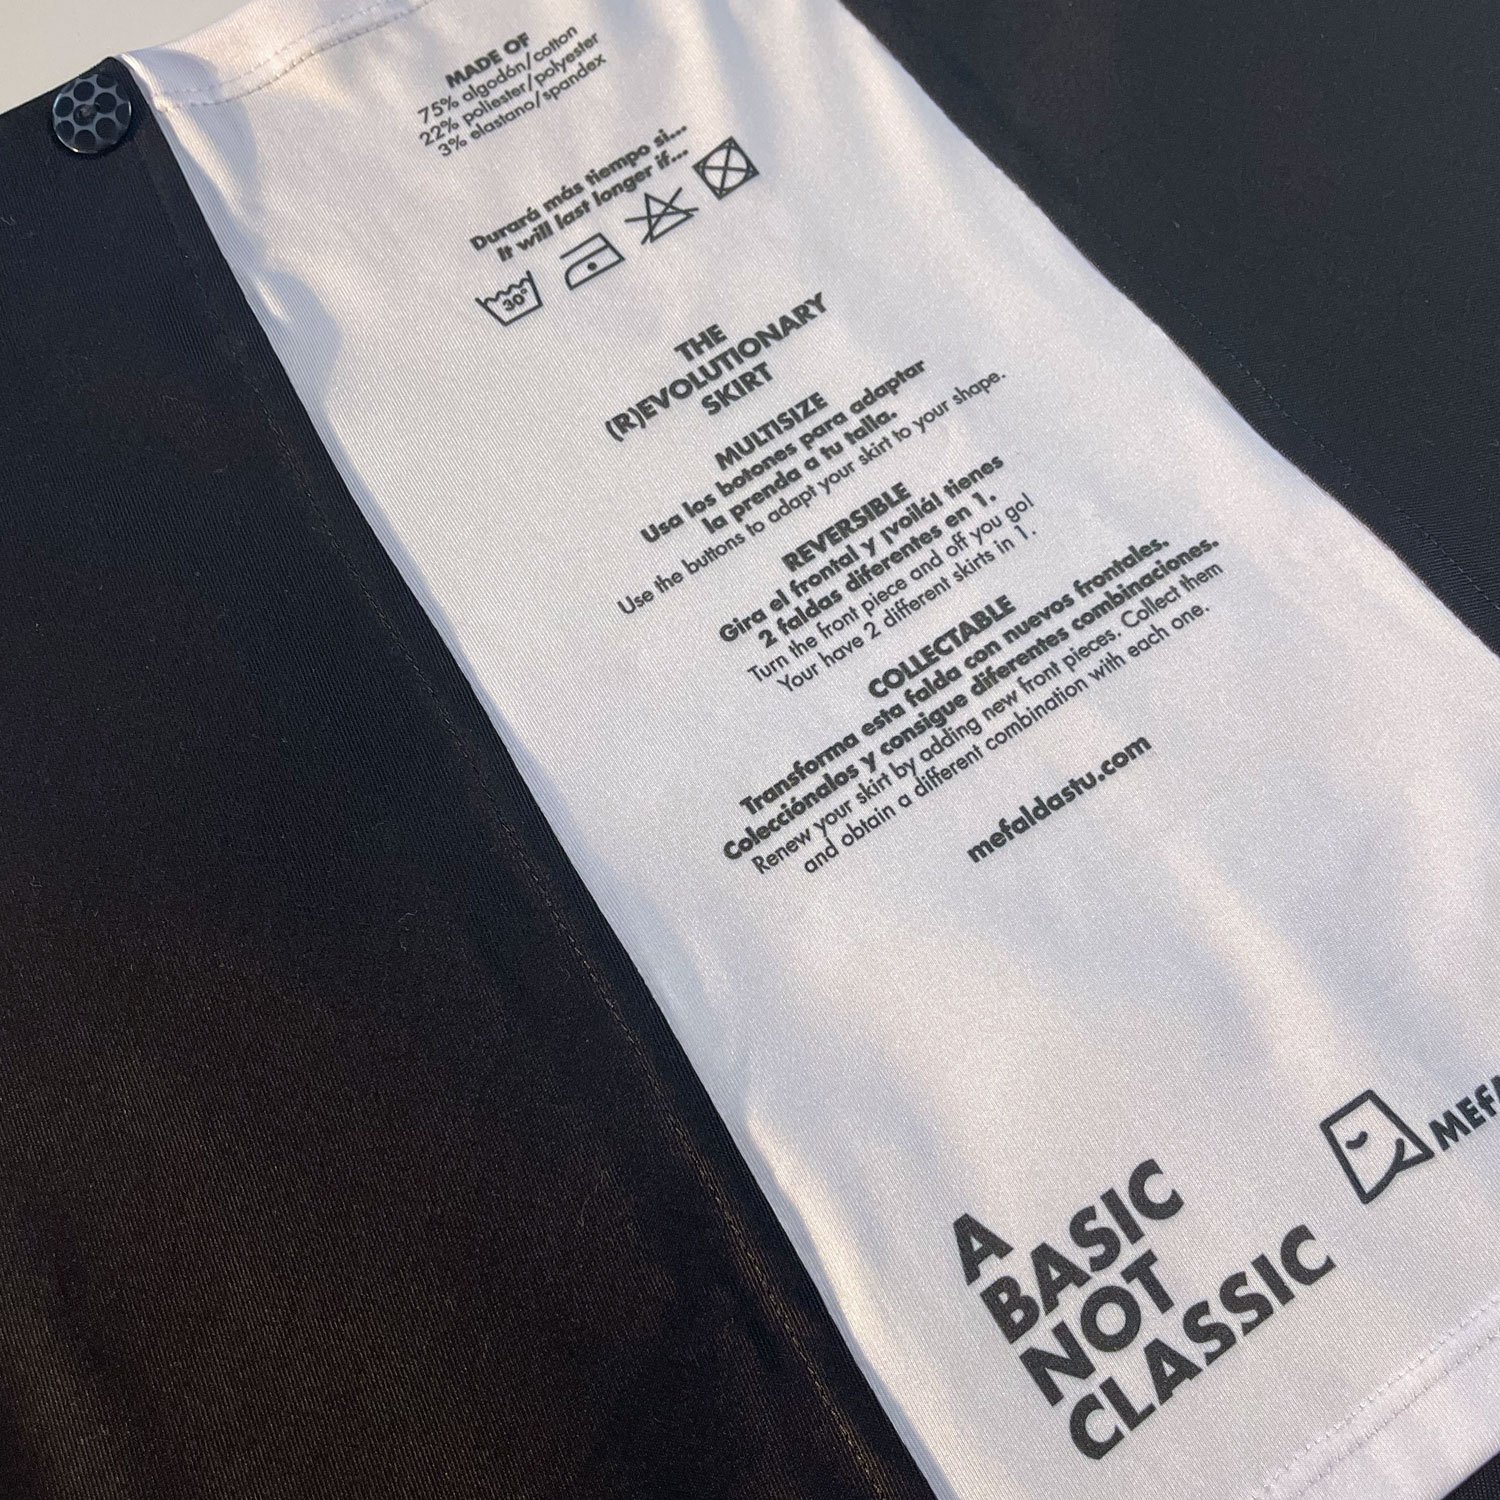 MADE OF
75% algodón/cotton
22% poliester/polyester
3% elastano/spandex
Durará más tiempo si...
It will last longer if...
30°
THE
(R)EVOLUTIONARY
SKIRT
MULTISIZE
Usa los botones para adaptar
la prenda a tu talla.
Use the buttons to adapt your skirt to your shape.
REVERSIBLE
Gira el frontal y ¡voilá! tienes
2 faldas diferentes en 1.
Turn the front piece and off you go!
Your have 2 different skirts in 1.
COLLECTABLE
Transforma esta falda con nuevos frontales.
Colecciónalos y consigue diferentes combinaciones.
Renew your skirt by adding new front pieces. Collect them
and obtain a different combination with each one.
mefaldastu.com
MEFA
A
BASIC
NOT
CLASSIC